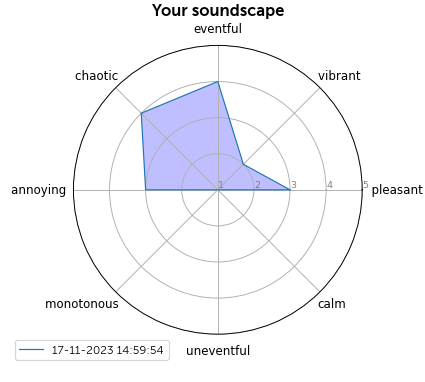 Your soundscape
eventful
chaotic
vibrant
annoying
1
2
3
4
5
pleasant
monotonous
calm
17-11-2023 14:59:54
uneventful